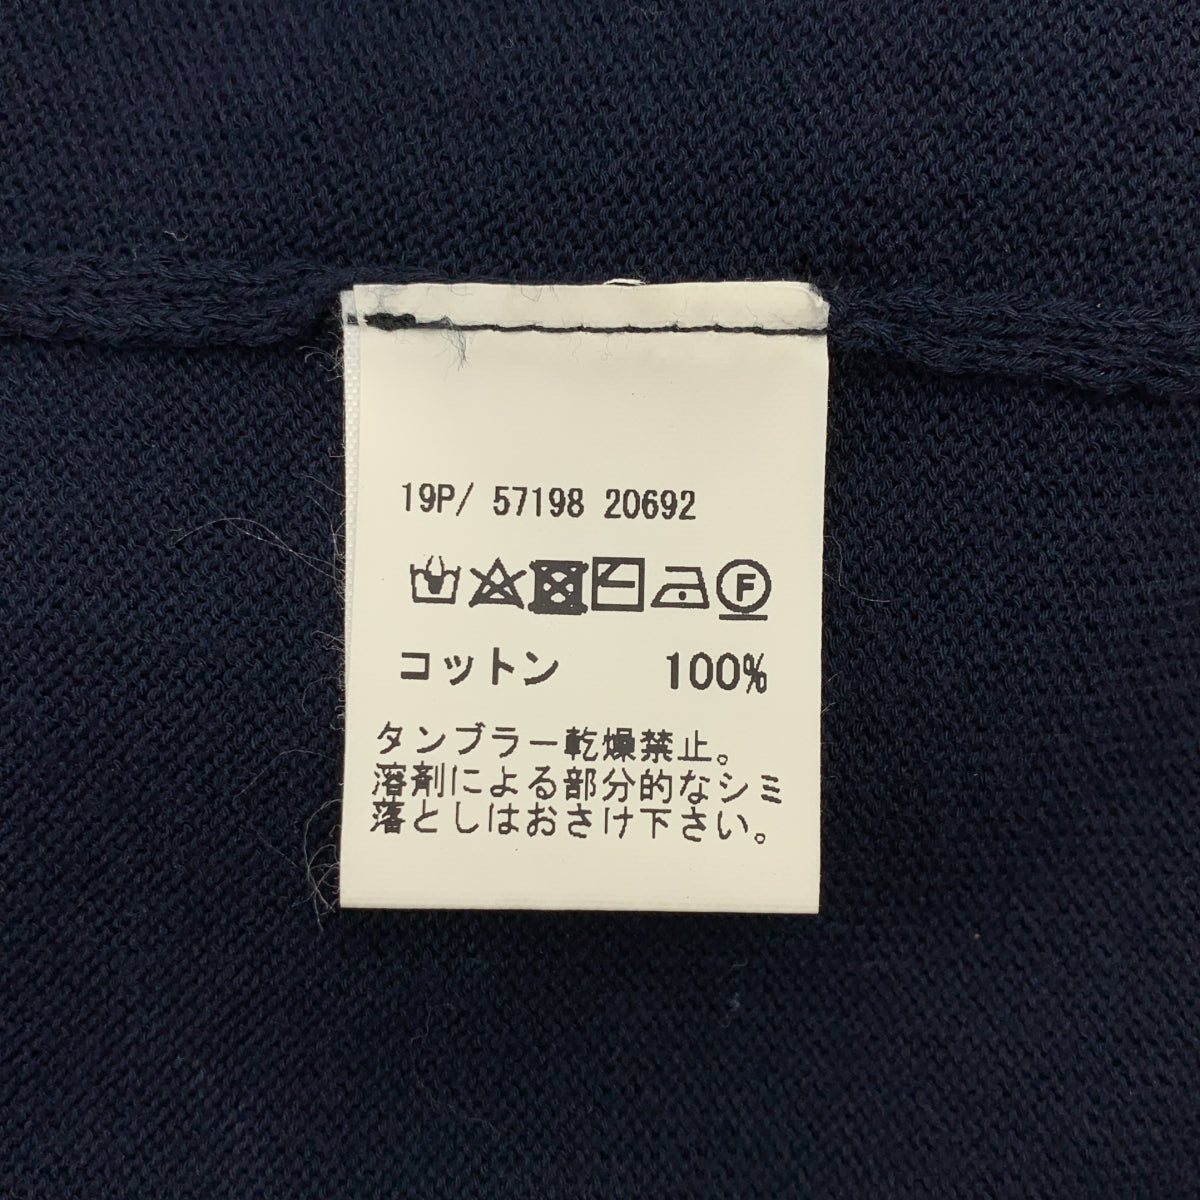 19P/ 57198 20692
F
コットン 100%
タンブラー乾燥禁止。
溶剤による部分的なシミ
落としはおさけ下さい。